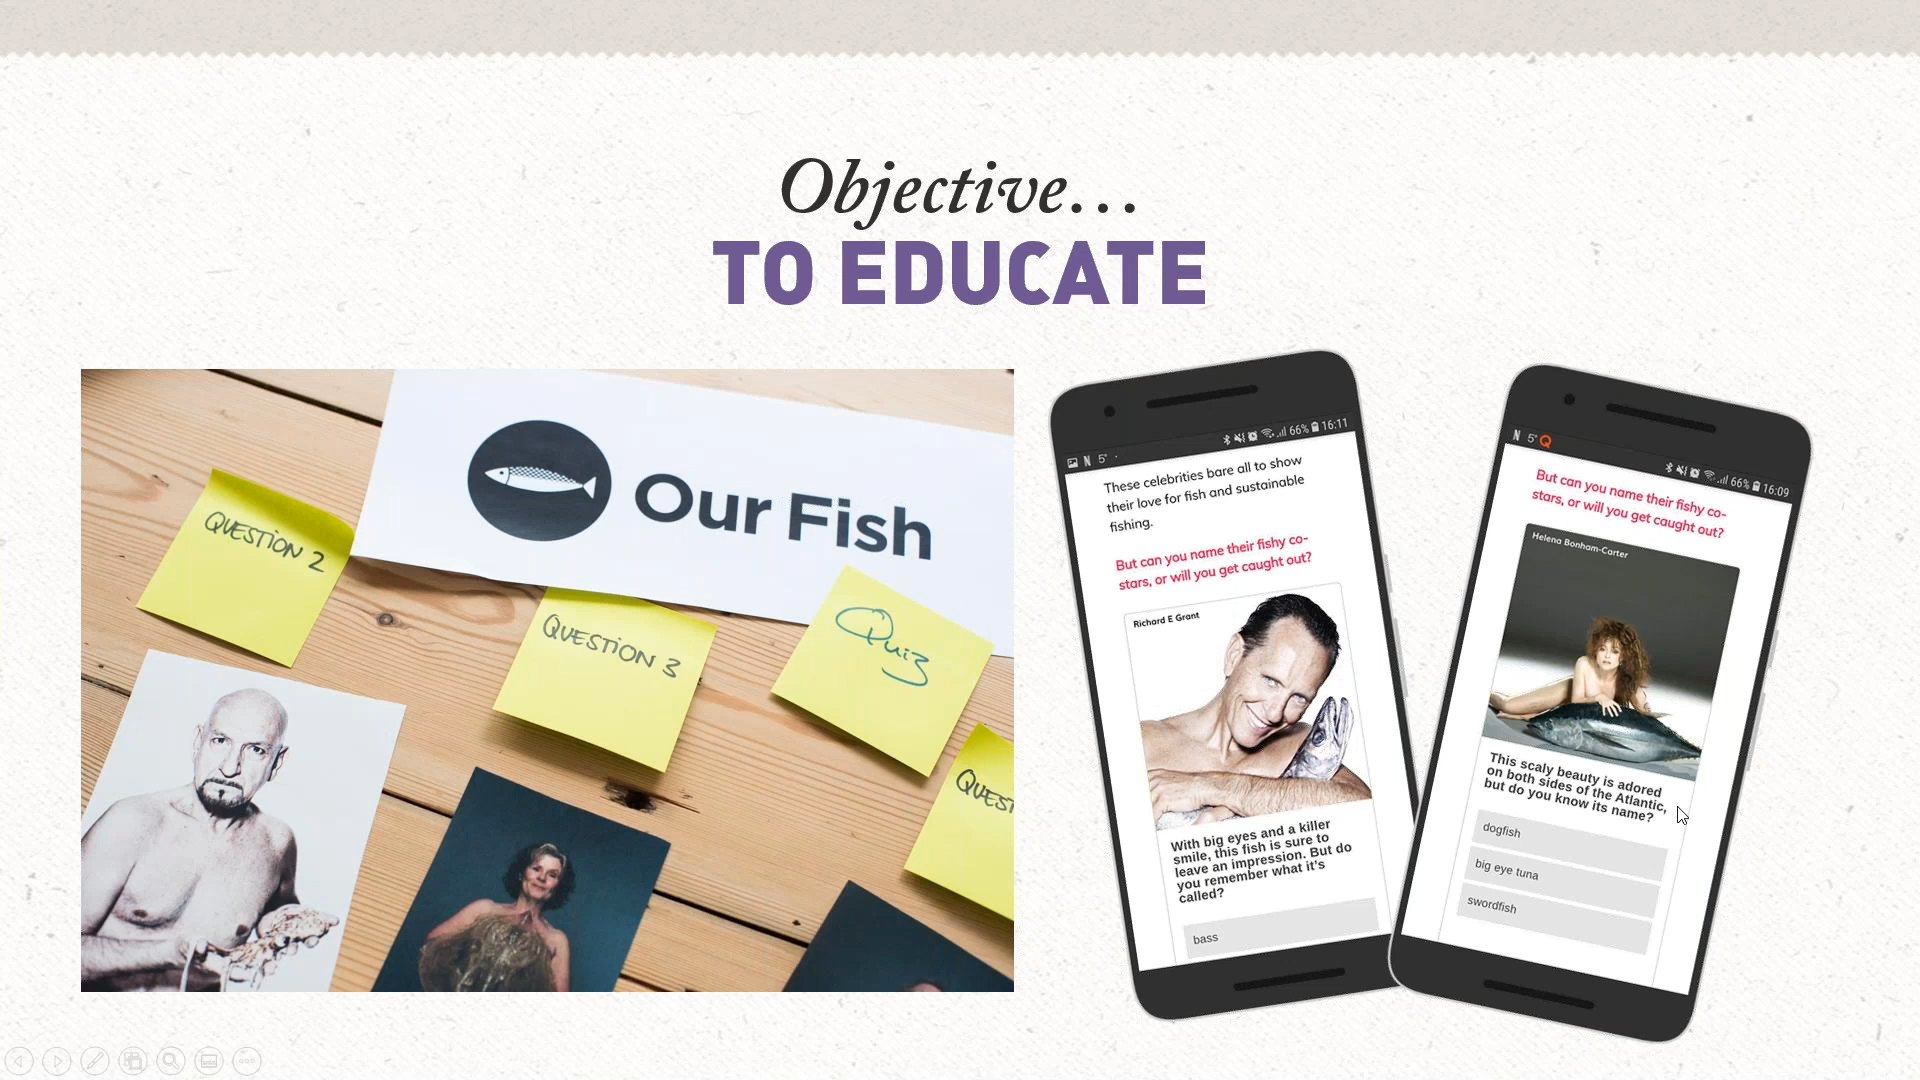 Objective...
TO EDUCATE
Our Fish
QUESTION 2
QUESTION 3
Quiz
QUEST
N 5° 66% 16:11
These celebrities bare all to show
their love for fish and sustainable
fishing.
But can you name their fishy co-
stars, or will you get caught out?
Richard E Grant
With big eyes and a killer
smile, this fish is sure to
leave an impression. But do
you remember what it's
called?
bass
N 5° 66% 16:09
But can you name their fishy co-
stars, or will you get caught out?
Helena Bonham-Carter
This scaly beauty is adored
on both sides of the Atlantic,
but do you know its name?
dogfish
big eye tuna
swordfish